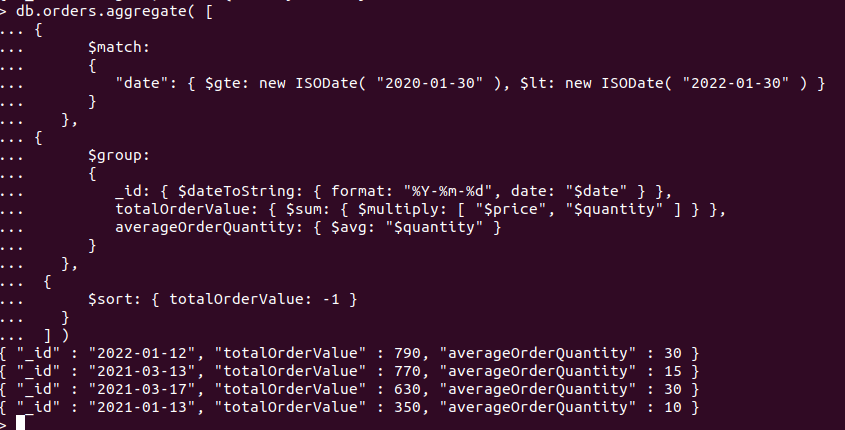 > db.orders.aggregate( [
... {
... $match:
... {
... "date": { $gte: new ISODate( "2020-01-30" ), $lt: new ISODate( "2022-01-30" ) }
... }
... },
... {
... $group:
... {
... _id: { $dateToString: { format: "%Y-%m-%d", date: "$date" } },
... totalOrderValue: { $sum: { $multiply: [ "$price", "$quantity" ] } },
... averageOrderQuantity: { $avg: "$quantity" }
... }
... },
... {
... $sort: { totalOrderValue: -1 }
... }
... ] )
{ "_id" : "2022-01-12", "totalOrderValue" : 790, "averageOrderQuantity" : 30 }
{ "_id" : "2021-03-13", "totalOrderValue" : 770, "averageOrderQuantity" : 15 }
{ "_id" : "2021-03-17", "totalOrderValue" : 630, "averageOrderQuantity" : 30 }
{ "_id" : "2021-01-13", "totalOrderValue" : 350, "averageOrderQuantity" : 10 }
>